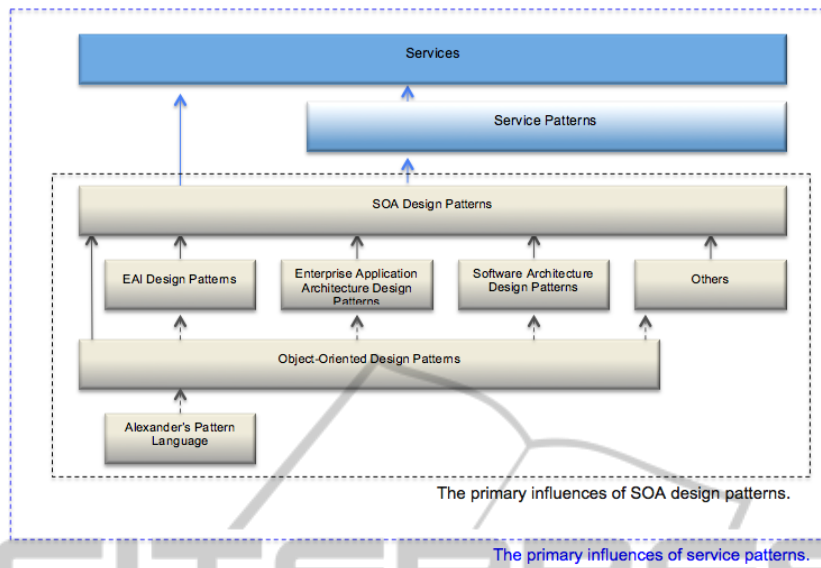 Services
Service Patterns
SOA Design Patterns
EAI Design Patterns
Enterprise Application
Architecture Design
Patterns
Software Architecture
Design Patterns
Others
Object-Oriented Design Patterns
Alexander's Pattern
Language
The primary influences of SOA design patterns.
The primary influences of service patterns.